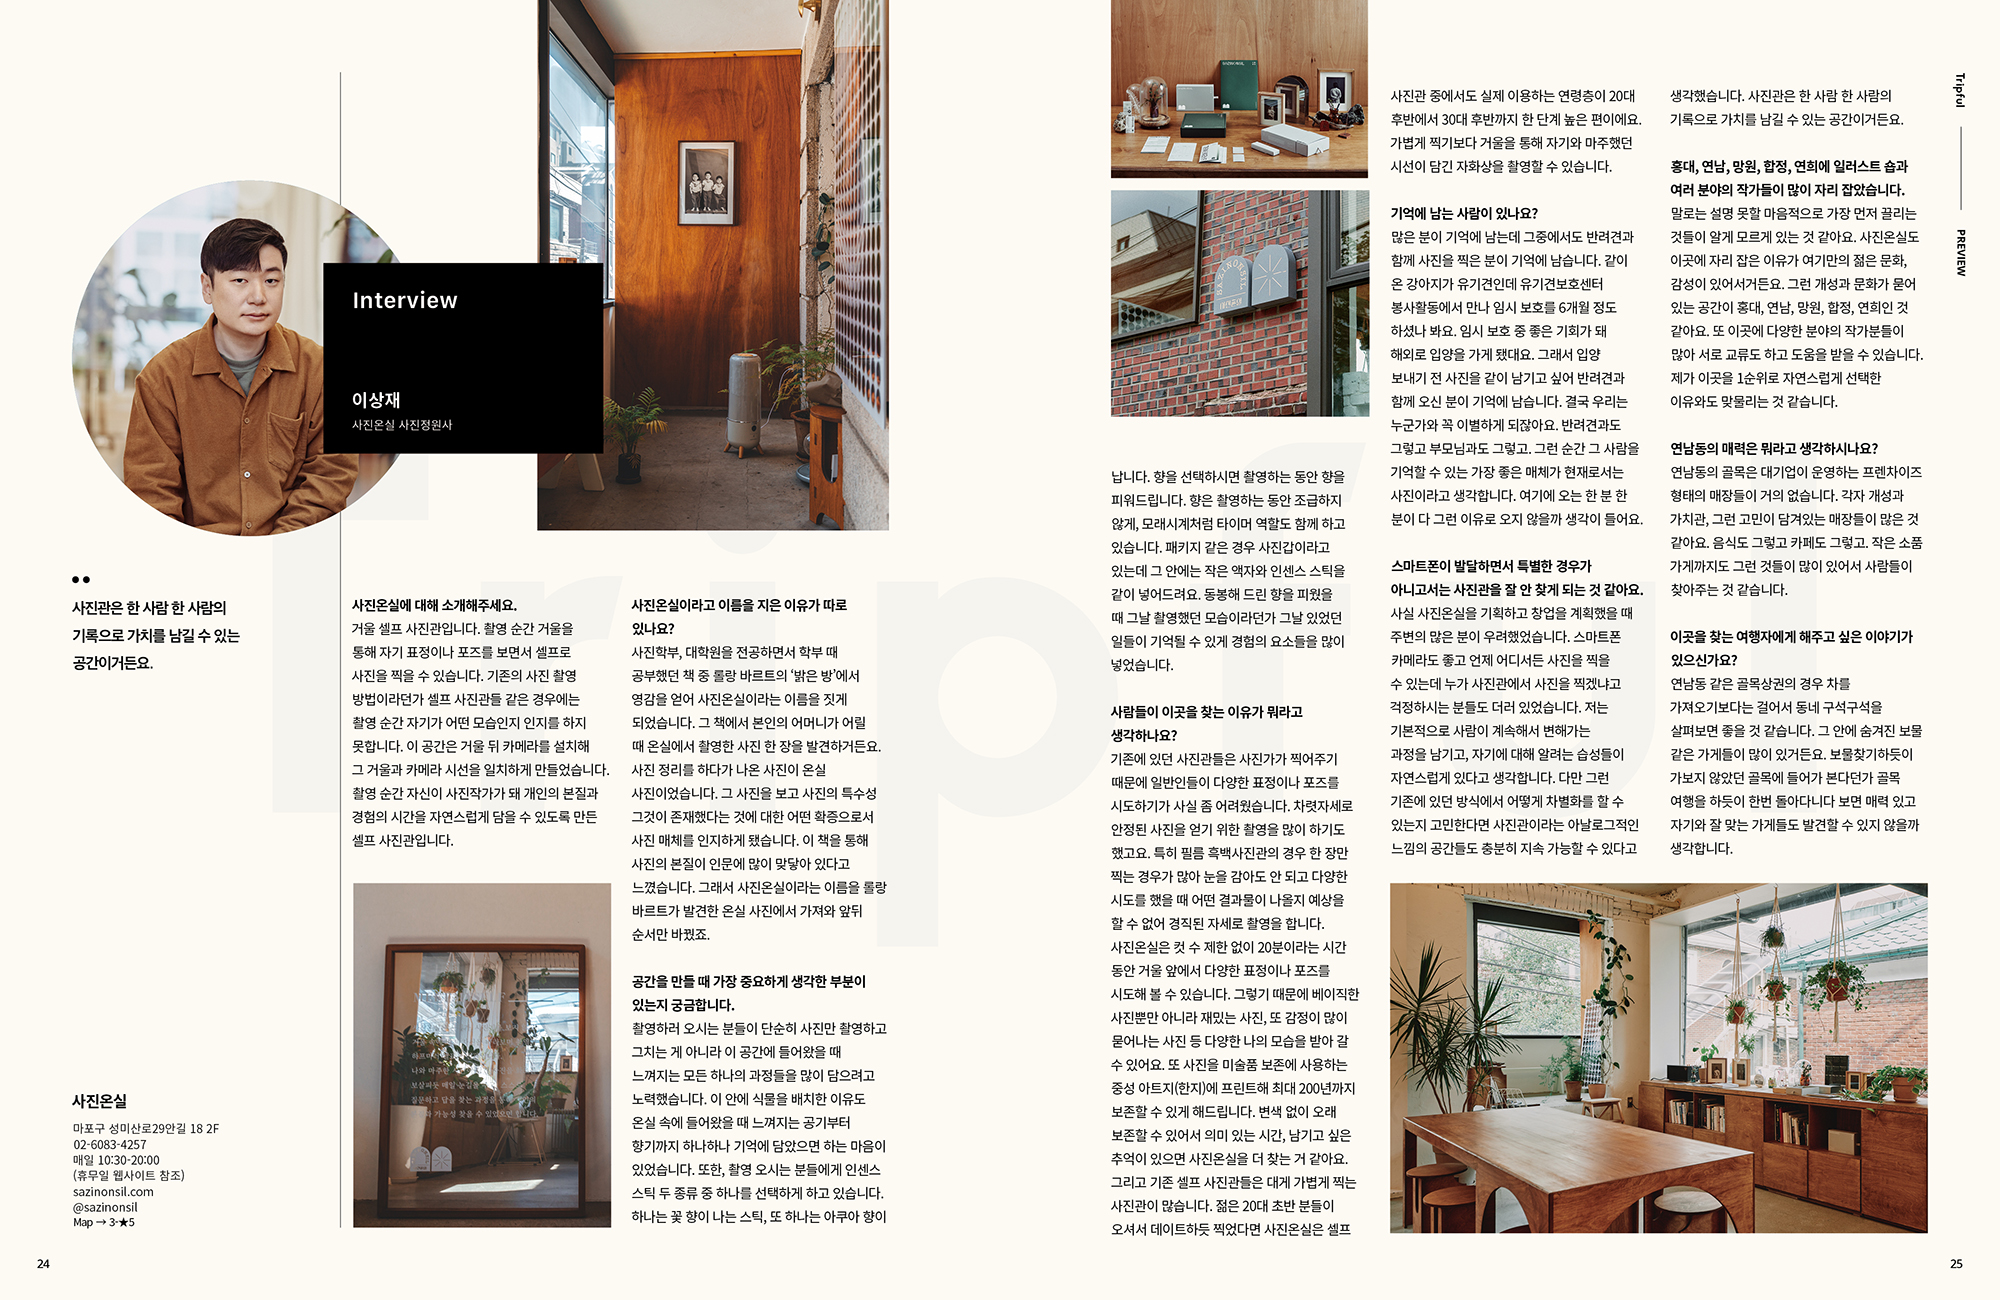 Interview
이상재
사진온실 사진정원사
사진관은 한 사람 한 사람의
기록으로 가치를 남길 수 있는
공간이거든요.
사진온실
마포구 성미산로29안길 18 2F
02-6083-4257
매일 10:30-20:00
(휴무일 웹사이트 참조)
sazinonsil.com
@sazinonsil
Map → 3-★5
24
사진온실에 대해 소개해주세요.
거울 셀프 사진관입니다. 촬영 순간 거울을
통해 자기 표정이나 포즈를 보면서 셀프로
사진을 찍을 수 있습니다. 기존의 사진 촬영
방법이라던가 셀프 사진관들 같은 경우에는
촬영 순간 자기가 어떤 모습인지 인지를 하지
못합니다. 이 공간은 거울 뒤 카메라를 설치해
그 거울과 카메라 시선을 일치하게 만들었습니다.
촬영 순간 자신이 사진작가가 돼 개인의 본질과
경험의 시간을 자연스럽게 담을 수 있도록 만든
셀프 사진관입니다.
사진온실이라고 이름을 지은 이유가 따로
있나요?
사진학부, 대학원을 전공하면서 학부 때
공부했던 책 중 롤랑 바르트의 ‘밝은 방’에서
영감을 얻어 사진온실이라는 이름을 짓게
되었습니다. 그 책에서 본인의 어머니가 어릴
때 온실에서 촬영한 사진 한 장을 발견하거든요.
사진 정리를 하다가 나온 사진이 온실
사진이었습니다. 그 사진을 보고 사진의 특수성
그것이 존재했다는 것에 대한 어떤 확증으로서
사진 매체를 인지하게 됐습니다. 이 책을 통해
사진의 본질이 인문에 많이 맞닿아 있다고
느꼈습니다. 그래서 사진온실이라는 이름을 롤랑
바르트가 발견한 온실 사진에서 가져와 앞뒤
순서만 바꿨죠.
공간을 만들 때 가장 중요하게 생각한 부분이
있는지 궁금합니다.
촬영하러 오시는 분들이 단순히 사진만 촬영하고
그치는 게 아니라 이 공간에 들어왔을 때
느껴지는 모든 하나의 과정들을 많이 담으려고
노력했습니다. 이 안에 식물을 배치한 이유도
온실 속에 들어왔을 때 느껴지는 공기부터
향기까지 하나하나 기억에 담았으면 하는 마음이
있었습니다. 또한, 촬영 오시는 분들에게 인센스
스틱 두 종류 중 하나를 선택하게 하고 있습니다.
하나는 꽃 향이 나는 스틱, 또 하나는 아쿠아 향이
납니다. 향을 선택하시면 촬영하는 동안 향을
피워드립니다. 향은 촬영하는 동안 조급하지
않게, 모래시계처럼 타이머 역할도 함께 하고
있습니다. 패키지 같은 경우 사진갑이라고
있는데 그 안에는 작은 액자와 인센스 스틱을
같이 넣어드려요. 동봉해 드린 향을 피웠을
때 그날 촬영했던 모습이라던가 그날 있었던
일들이 기억될 수 있게 경험의 요소들을 많이
넣었습니다.
사람들이 이곳을 찾는 이유가 뭐라고
생각하나요?
기존에 있던 사진관들은 사진가가 찍어주기
때문에 일반인들이 다양한 표정이나 포즈를
시도하기가 사실 좀 어려웠습니다. 차렷자세로
안정된 사진을 얻기 위한 촬영을 많이 하기도
했고요. 특히 필름 흑백사진관의 경우 한 장만
찍는 경우가 많아 눈을 감아도 안 되고 다양한
시도를 했을 때 어떤 결과물이 나올지 예상을
할 수 없어 경직된 자세로 촬영을 합니다.
사진온실은 컷 수 제한 없이 20분이라는 시간
동안 거울 앞에서 다양한 표정이나 포즈를
시도해 볼 수 있습니다. 그렇기 때문에 베이직한
사진뿐만 아니라 재밌는 사진, 또 감정이 많이
묻어나는 사진 등 다양한 나의 모습을 받아 갈
수 있어요. 또 사진을 미술품 보존에 사용하는
중성 아트지(한지)에 프린트해 최대 200년까지
보존할 수 있게 해드립니다. 변색 없이 오래
보존할 수 있어서 의미 있는 시간, 남기고 싶은
추억이 있으면 사진온실을 더 찾는 거 같아요.
그리고 기존 셀프 사진관들은 대게 가볍게 찍는
사진관이 많습니다. 젊은 20대 초반 분들이
오셔서 데이트하듯 찍었다면 사진온실은 셀프
사진관 중에서도 실제 이용하는 연령층이 20대
후반에서 30대 후반까지 한 단계 높은 편이에요.
가볍게 찍기보다 거울을 통해 자기와 마주했던
시선이 담긴 자화상을 촬영할 수 있습니다.
기억에 남는 사람이 있나요?
많은 분이 기억에 남는데 그중에서도 반려견과
함께 사진을 찍은 분이 기억에 남습니다. 같이
온 강아지가 유기견인데 유기견보호센터
봉사활동에서 만나 임시 보호를 6개월 정도
하셨나 봐요. 임시 보호 중 좋은 기회가 돼
해외로 입양을 가게 됐대요. 그래서 입양
보내기 전 사진을 같이 남기고 싶어 반려견과
함께 오신 분이 기억에 남습니다. 결국 우리는
누군가와 꼭 이별하게 되잖아요. 반려견과도
그렇고 부모님과도 그렇고. 그런 순간 그 사람을
기억할 수 있는 가장 좋은 매체가 현재로서는
사진이라고 생각합니다. 여기에 오는 한 분 한
분이 다 그런 이유로 오지 않을까 생각이 들어요.
스마트폰이 발달하면서 특별한 경우가
아니고서는 사진관을 잘 안 찾게 되는 것 같아요.
사실 사진온실을 기획하고 창업을 계획했을 때
주변의 많은 분이 우려했었습니다. 스마트폰
카메라도 좋고 언제 어디서든 사진을 찍을
수 있는데 누가 사진관에서 사진을 찍겠냐고
걱정하시는 분들도 더러 있었습니다. 저는
기본적으로 사람이 계속해서 변해가는
과정을 남기고, 자기에 대해 알려는 습성들이
자연스럽게 있다고 생각합니다. 다만 그런
기존에 있던 방식에서 어떻게 차별화를 할 수
있는지 고민한다면 사진관이라는 아날로그적인
느낌의 공간들도 충분히 지속 가능할 수 있다고
생각했습니다. 사진관은 한 사람 한 사람의
기록으로 가치를 남길 수 있는 공간이거든요.
홍대, 연남, 망원, 합정, 연희에 일러스트 숍과
여러 분야의 작가들이 많이 자리 잡았습니다.
말로는 설명 못할 마음적으로 가장 먼저 끌리는
것들이 알게 모르게 있는 것 같아요. 사진온실도
이곳에 자리 잡은 이유가 여기만의 젊은 문화,
감성이 있어서거든요. 그런 개성과 문화가 묻어
있는 공간이 홍대, 연남, 망원, 합정, 연희인 것
같아요. 또 이곳에 다양한 분야의 작가분들이
많아 서로 교류도 하고 도움을 받을 수 있습니다.
제가 이곳을 1순위로 자연스럽게 선택한
이유와도 맞물리는 것 같습니다.
연남동의 매력은 뭐라고 생각하시나요?
연남동의 골목은 대기업이 운영하는 프렌차이즈
형태의 매장들이 거의 없습니다. 각자 개성과
가치관, 그런 고민이 담겨있는 매장들이 많은 것
같아요. 음식도 그렇고 카페도 그렇고. 작은 소품
가게까지도 그런 것들이 많이 있어서 사람들이
찾아주는 것 같습니다.
이곳을 찾는 여행자에게 해주고 싶은 이야기가
있으신가요?
연남동 같은 골목상권의 경우 차를
가져오기보다는 걸어서 동네 구석구석을
살펴보면 좋을 것 같습니다. 그 안에 숨겨진 보물
같은 가게들이 많이 있거든요. 보물찾기하듯이
가보지 않았던 골목에 들어가 본다던가 골목
여행을 하듯이 한번 돌아다니다 보면 매력 있고
자기와 잘 맞는 가게들도 발견할 수 있지 않을까
생각합니다.
Tripful
PREVIEW
25
Tripful
SAZINONSIL